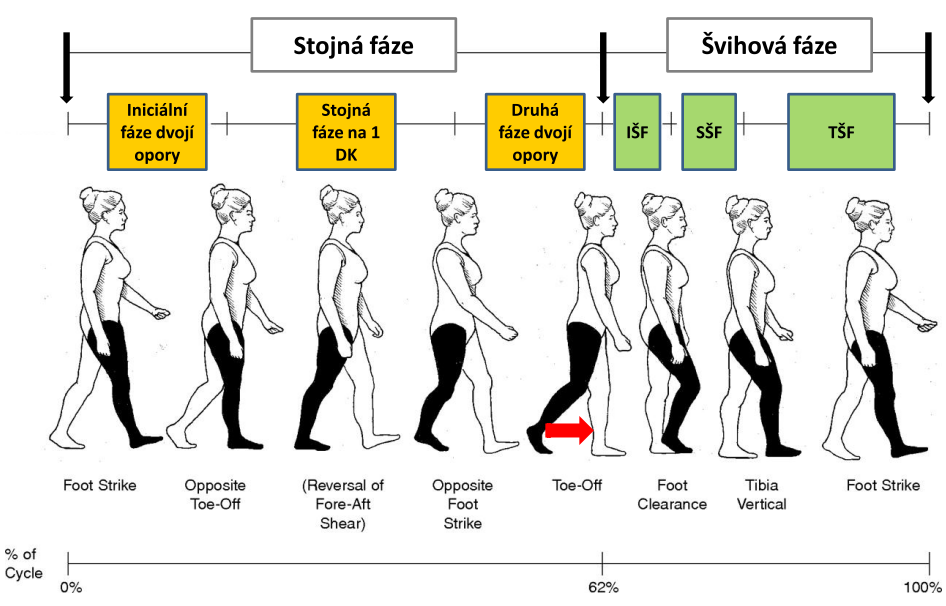 Stojná fáze
Švihová fáze
Iniciální
fáze dvojí
opory
Stojná
fáze na 1
DK
Druhá
fáze dvojí
opory
IŠF
SŠF
TŠF
Foot Strike
Opposite
Toe-Off
(Reversal of
Fore-Aft
Shear)
Opposite
Foot
Strike
Toe-Off
Foot
Clearance
Tibia
Vertical
Foot Strike
% of
Cycle
0%
62%
100%